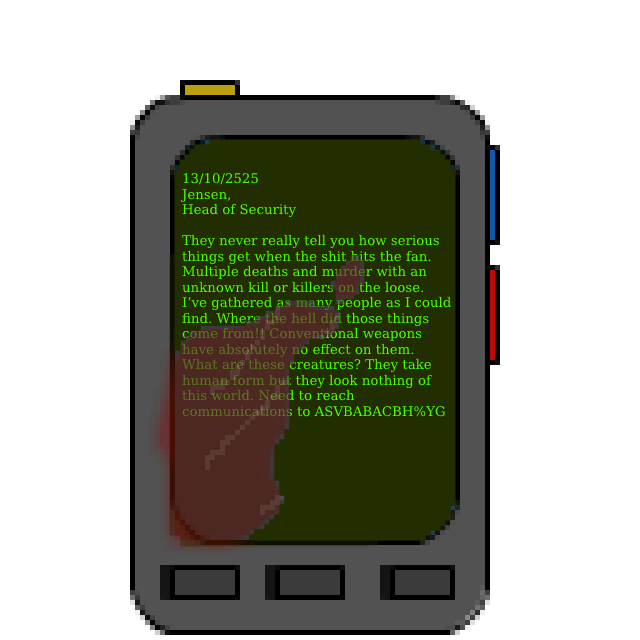 13/10/2525
Jensen,
Head of Security
They never really tell you how serious
things get when the shit hits the fan.
Multiple deaths and murder with an
unknown kill or killers on the loose.
I’ve gathered as many people as I could
find. Where the hell did those things
come from!! Conventional weapons
have absolutely no effect on them.
What are these creatures? They take
human form but they look nothing of
this world. Need to reach
communications to ASVBABACBH%YG